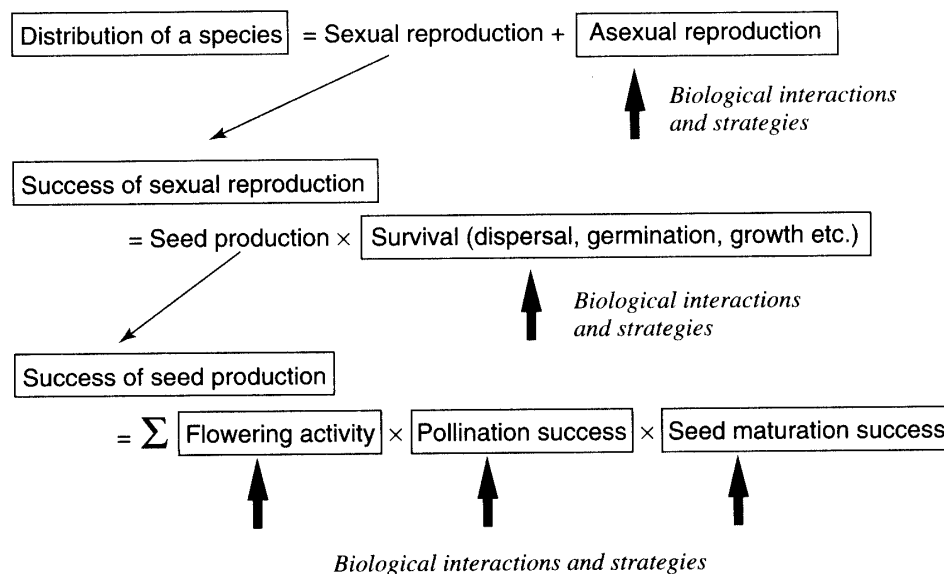 Distribution of a species = Sexual reproduction + Asexual reproduction
Biological interactions
and strategies
Success of sexual reproduction
= Seed production × Survival (dispersal, germination, growth etc.)
Biological interactions
and strategies
Success of seed production
= Σ Flowering activity × Pollination success × Seed maturation success
Biological interactions and strategies